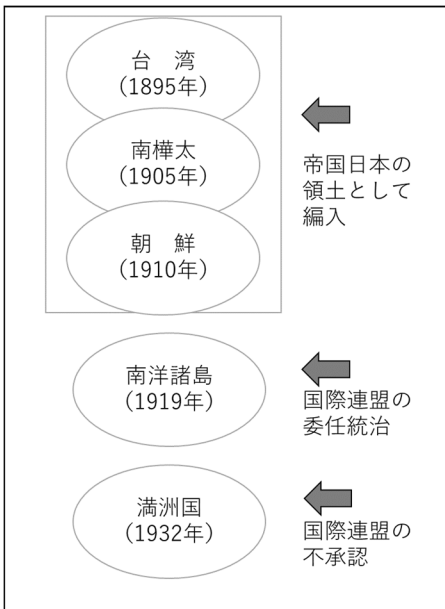 台　湾
(1895年)
南樺太
(1905年)
朝　鮮
(1910年)
帝国日本の
領土として
編入
南洋諸島
(1919年)
国際連盟の
委任統治
満洲国
(1932年)
国際連盟の
不承認